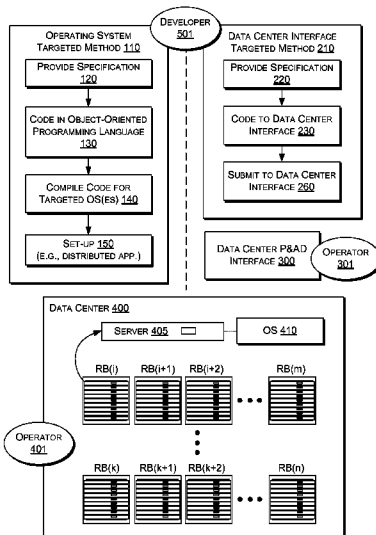 DEVELOPER
501
OPERATING SYSTEM
TARGETED METHOD 110
PROVIDE SPECIFICATION
120
CODE IN OBJECT-ORIENTED
PROGRAMMING LANGUAGE
130
COMPILE CODE FOR
TARGETED OS(ES) 140
SET-UP 150
(E.G., DISTRIBUTED APP.)
DATA CENTER INTERFACE
TARGETED METHOD 210
PROVIDE SPECIFICATION
220
CODE TO DATA CENTER
INTERFACE 230
SUBMIT TO DATA CENTER
INTERFACE 260
DATA CENTER P&AD
INTERFACE 300
OPERATOR
301
DATA CENTER 400
SERVER 405
OS 410
RB(i) RB(i+1) RB(i+2) RB(m)
OPERATOR
401
RB(k) RB(k+1) RB(k+2) RB(n)